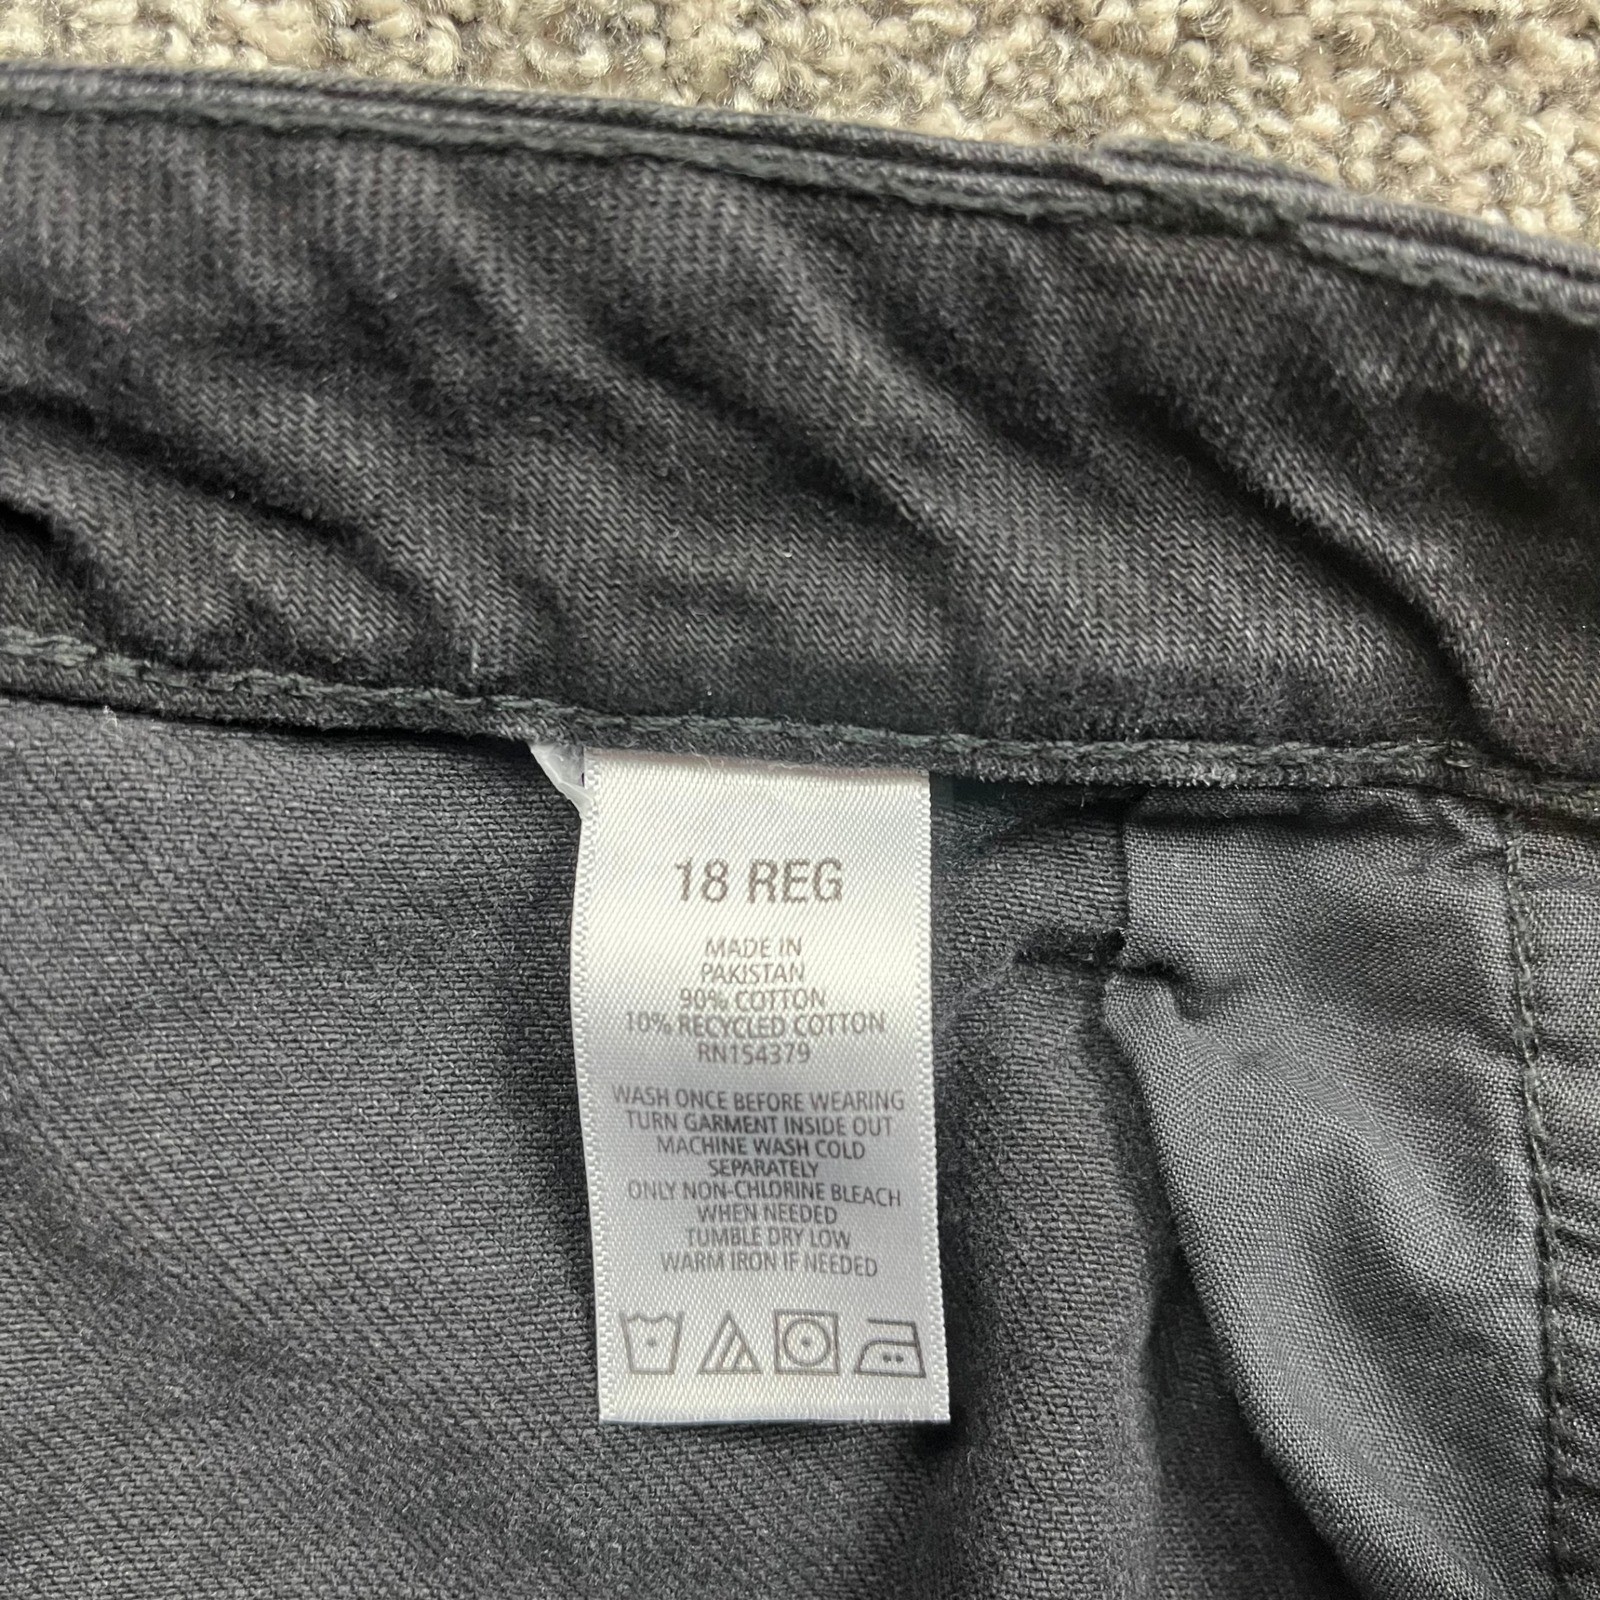 18 REG
MADE IN
PAKISTAN
90% COTTON
10% RECYCLED COTTON
RN154379
WASH ONCE BEFORE WEARING
TURN GARMENT INSIDE OUT
MACHINE WASH COLD
SEPARATELY
ONLY NON-CHLORINE BLEACH
WHEN NEEDED
TUMBLE DRY LOW
WARM IRON IF NEEDED